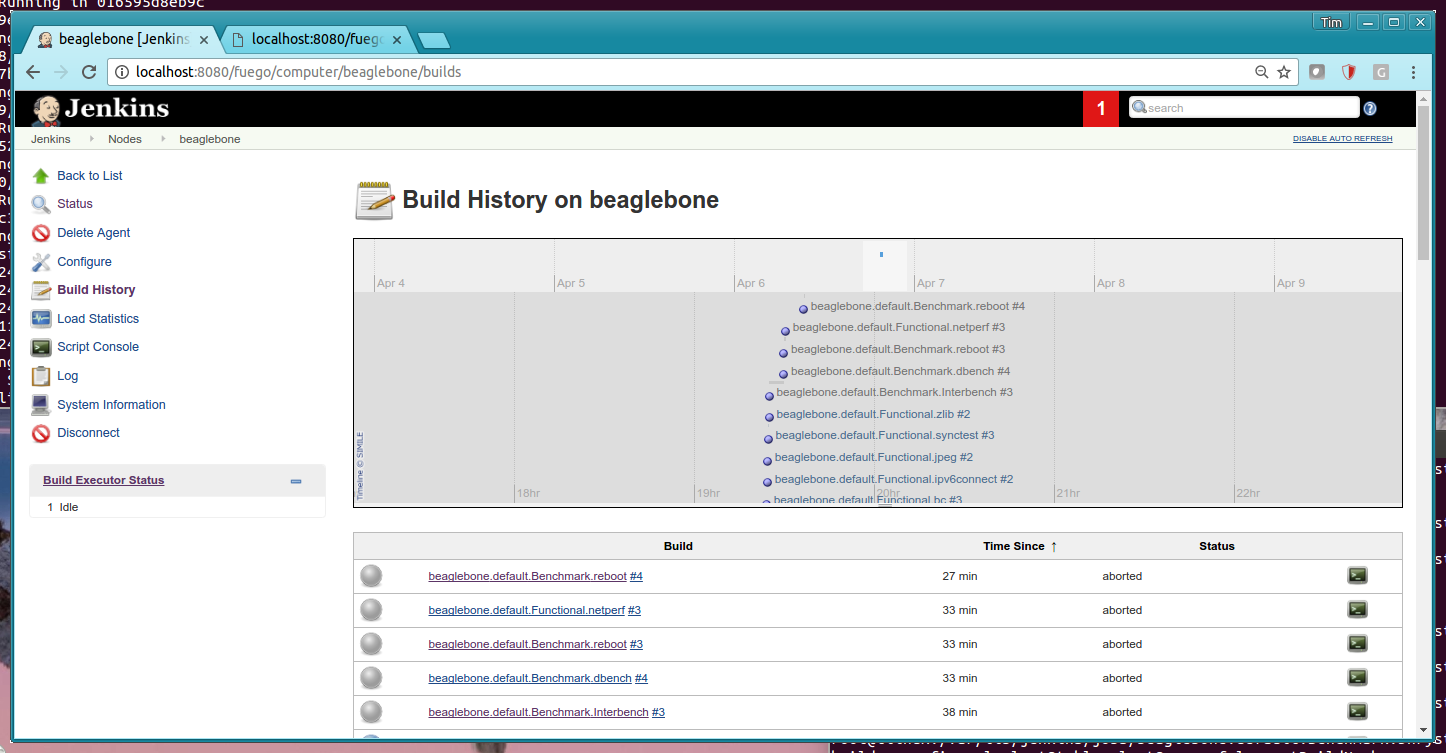 Running in 016595d8eb9c
Tim
beaglebone [Jenkins
localhost:8080/fuego
localhost:8080/fuego/computer/beaglebone/builds
G
Jenkins
1
search
Jenkins
Nodes
beaglebone
DISABLE AUTO REFRESH
Back to List
Status
Delete Agent
Configure
Build History
Load Statistics
Script Console
Log
System Information
Disconnect
Build Executor Status
1 Idle
Build History on beaglebone
Apr 4
Apr 5
Apr 6
Apr 7
Apr 8
Apr 9
beaglebone.default.Benchmark.reboot #4
beaglebone.default.Functional.netperf #3
beaglebone.default.Benchmark.reboot #3
beaglebone.default.Benchmark.dbench #4
beaglebone.default.Benchmark.Interbench #3
beaglebone.default.Functional.zlib #2
beaglebone.default.Functional.synctest #3
beaglebone.default.Functional.jpeg #2
beaglebone.default.Functional.ipv6connect #2
beaglebone.default.Functional.bc #3
Timeline © SIMILE
18hr
19hr
20hr
21hr
22hr
Build Time Since ↑ Status
beaglebone.default.Benchmark.reboot #4 27 min aborted
beaglebone.default.Functional.netperf #3 33 min aborted
beaglebone.default.Benchmark.reboot #3 33 min aborted
beaglebone.default.Benchmark.dbench #4 33 min aborted
beaglebone.default.Benchmark.Interbench #3 38 min aborted